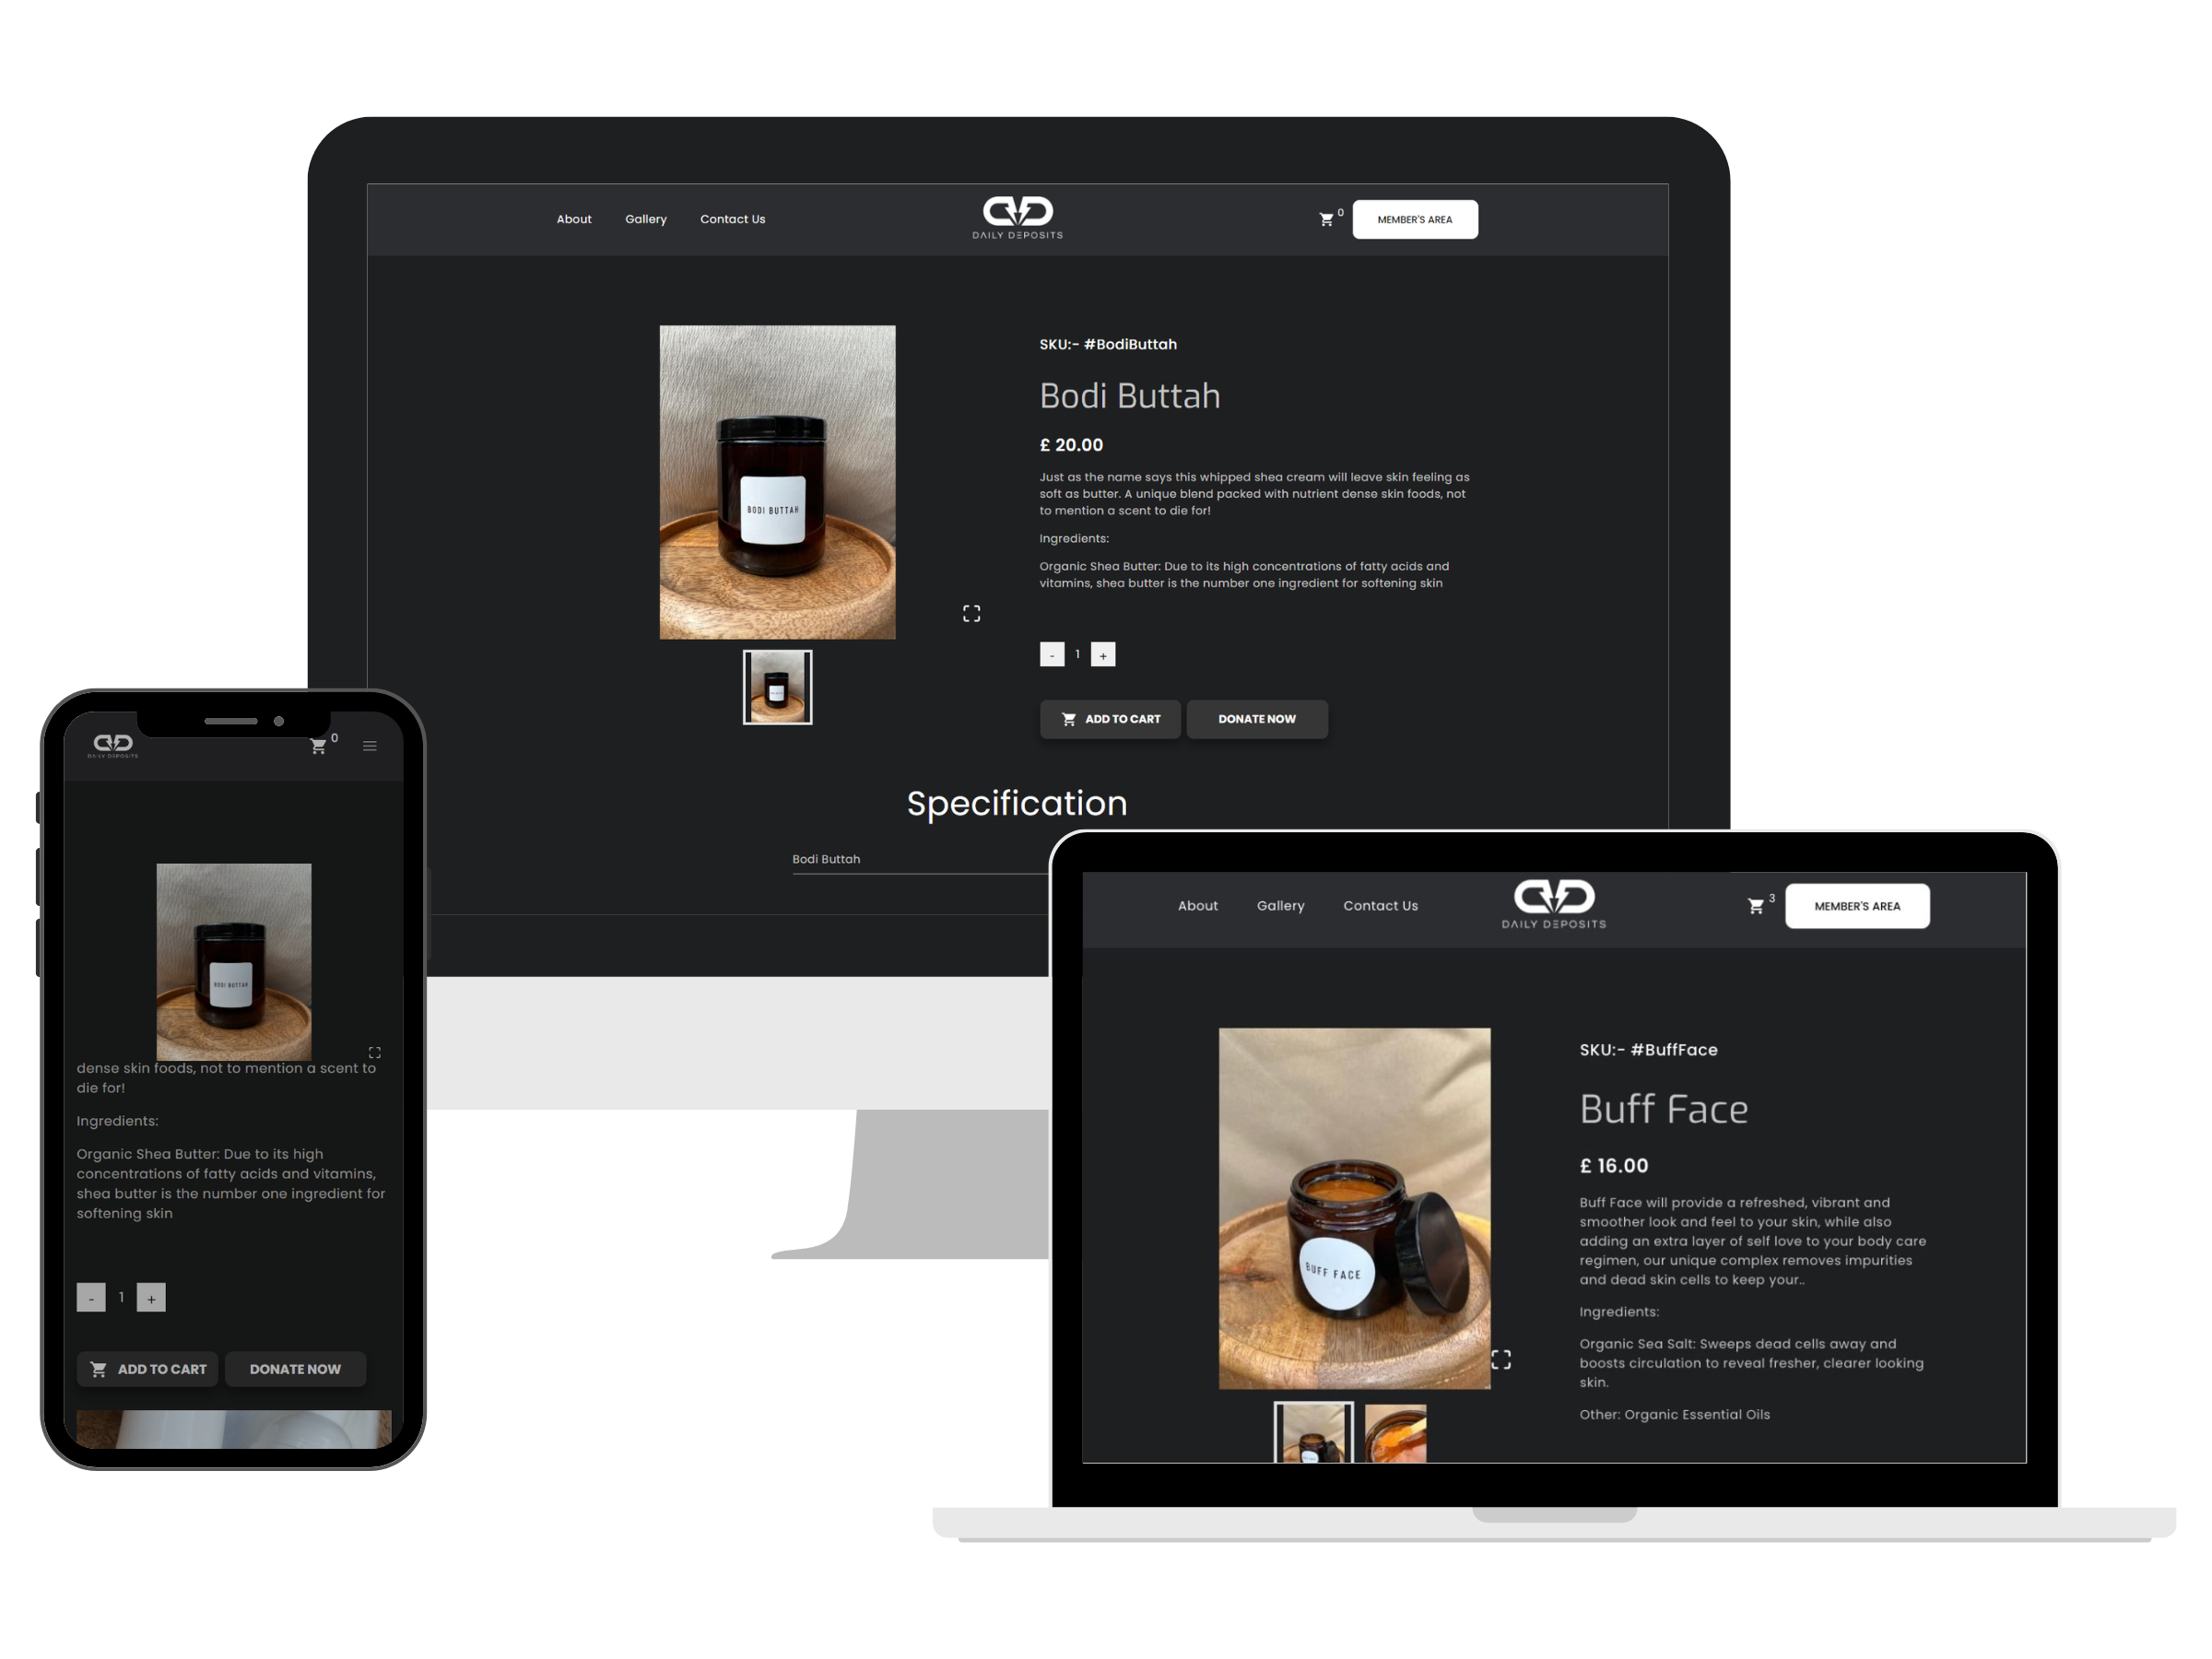 About Gallery Contact Us
DAILY DEPOSITS
0
MEMBER'S AREA
BODI BUTTAH
SKU:- #BodiButtah
Bodi Buttah
£ 20.00
Just as the name says this whipped shea cream will leave skin feeling as
soft as butter. A unique blend packed with nutrient dense skin foods, not
to mention a scent to die for!
Ingredients:
Organic Shea Butter: Due to its high concentrations of fatty acids and
vitamins, shea butter is the number one ingredient for softening skin
- 1 +
ADD TO CART DONATE NOW
Specification
Bodi Buttah
DAILY DEPOSITS
0
BODI BUTTAH
dense skin foods, not to mention a scent to
die for!
Ingredients:
Organic Shea Butter: Due to its high
concentrations of fatty acids and vitamins,
shea butter is the number one ingredient for
softening skin
- 1 +
ADD TO CART DONATE NOW
About Gallery Contact Us
DAILY DEPOSITS
3
MEMBER'S AREA
BUFF FACE
SKU:- #BuffFace
Buff Face
£ 16.00
Buff Face will provide a refreshed, vibrant and
smoother look and feel to your skin, while also
adding an extra layer of self love to your body care
regimen, our unique complex removes impurities
and dead skin cells to keep your..
Ingredients:
Organic Sea Salt: Sweeps dead cells away and
boosts circulation to reveal fresher, clearer looking
skin.
Other: Organic Essential Oils